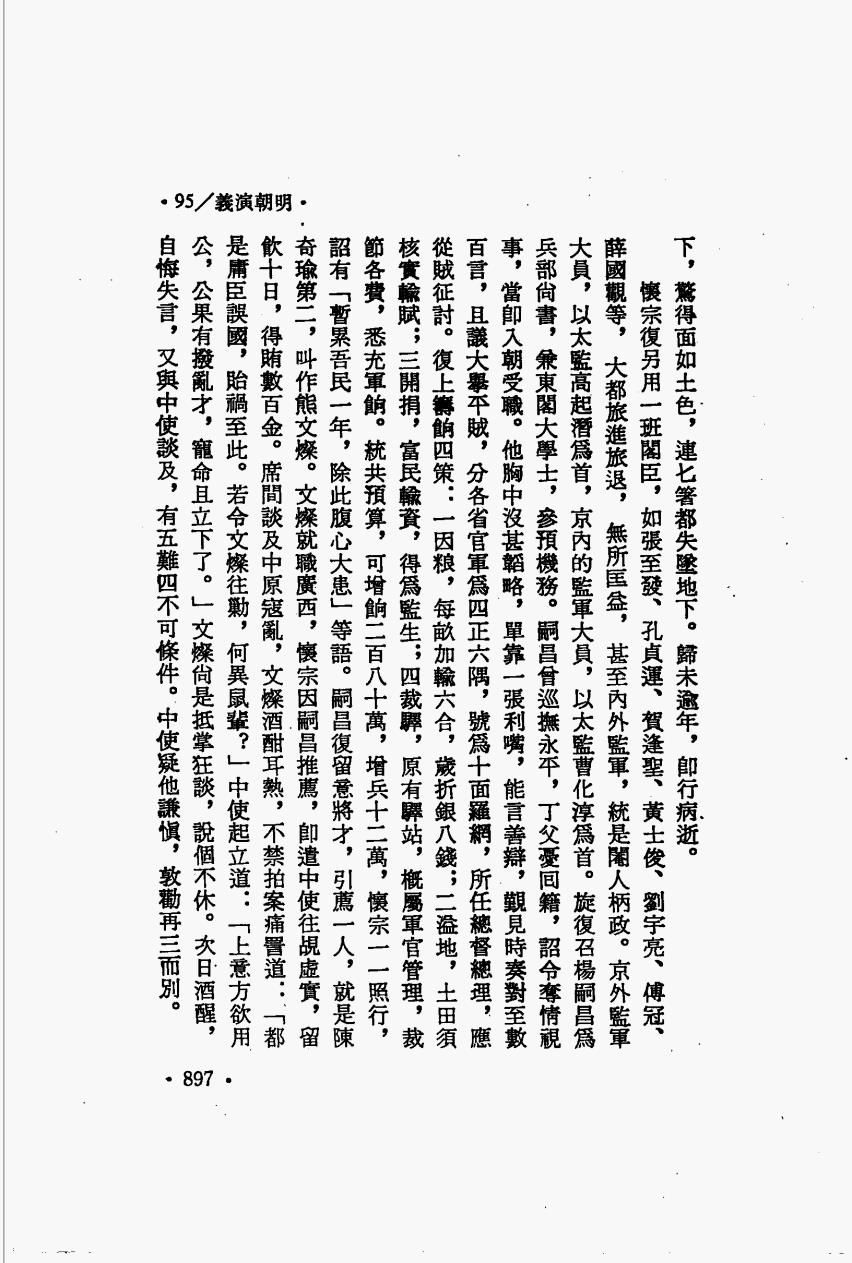 ·95／義演朝明·
下，驚得面如土色，連匕箸都失墜地下。歸未逾年，卽行病逝。
懷宗復另用一班閣臣，如張至發、孔貞運、賀逢聖、黃士俊、劉宇亮、傅冠、
薛國觀等，大都旅進旅退，無所匡益，甚至內外監軍，統是閹人柄政。京外監軍
大員，以太監高起潛爲首，京內的監軍大員，以太監曹化淳爲首。旋復召楊嗣昌爲
兵部尙書，兼東閣大學士，參預機務。嗣昌曾巡撫永平，丁父憂回籍，詔令奪情視
事，當卽入朝受職。他胸中沒甚韜略，單靠一張利嘴，能言善辯，覲見時奏對至數
百言，且議大舉平賊，分各省官軍爲四正六隅，號爲十面羅網，所任總督總理，應
從賊征討。復上籌餉四策：一因粮，每畝加輸六合，歲折銀八錢；二溢地，土田須
核實輸賦；三開捐，富民輸資，得爲監生；四裁驛，原有驛站，概屬軍官管理，裁
節各費，悉充軍餉。統共預算，可增餉二百八十萬，增兵十二萬，懷宗一一照行，
詔有「暫累吾民一年，除此腹心大患」等語。嗣昌復留意將才，引薦一人，就是陳
奇瑜第二，叫作熊文燦。文燦就職廣西，懷宗因嗣昌推薦，卽遣中使往覘虛實，留
飮十日，得賄數百金。席間談及中原寇亂，文燦酒酣耳熱，不禁拍案痛詈道：「都
是庸臣誤國，貽禍至此。若令文燦往勦，何異鼠輩？」中使起立道：「上意方欲用
公，公果有撥亂才，寵命且立下了。」文燦尙是抵掌狂談，說個不休。次日酒醒，
自悔失言，又與中使談及，有五難四不可條件。中使疑他謙愼，敦勸再三而別。
·897·